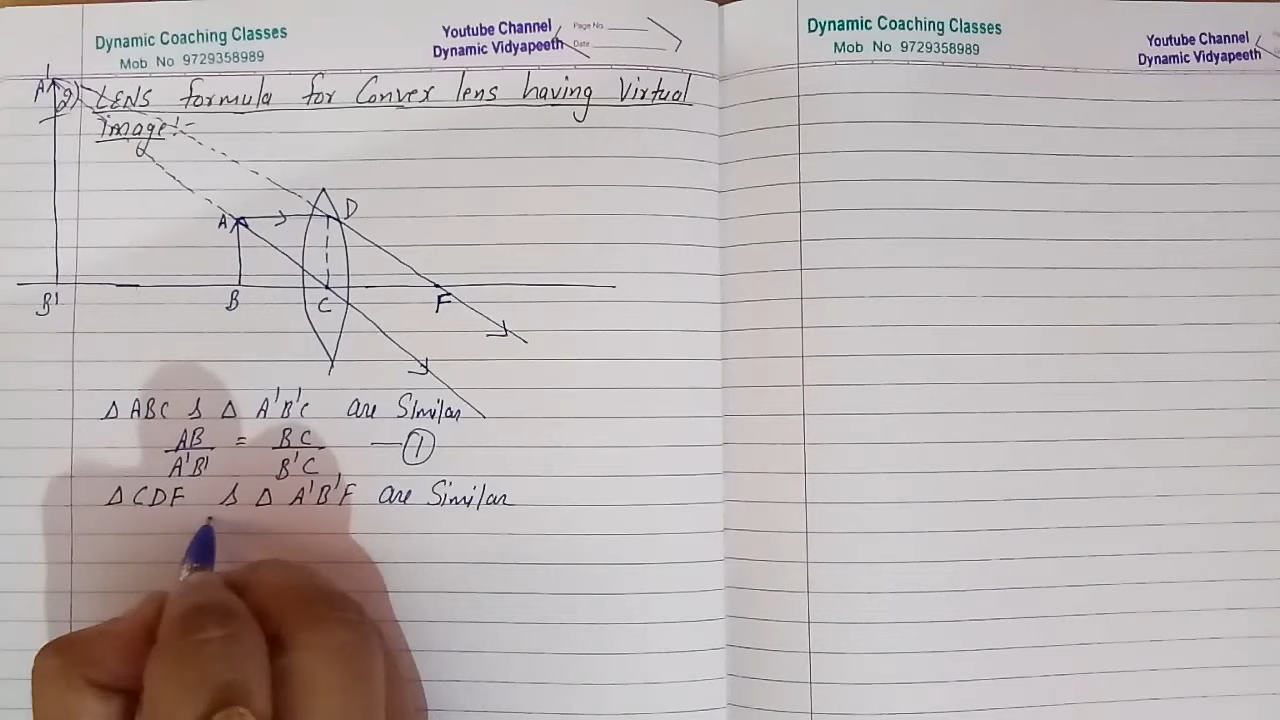 Dynamic Coaching Classes
Mob No 9729358989
Youtube Channel
Dynamic Vidyapeeth
Page No.
Date
Dynamic Coaching Classes
Mob No 9729358989
Youtube Channel
Dynamic Vidyapeeth
2) LENS formula for Convex lens having Virtual
Image:-
A'
A
D
B'
B
C
F
Δ ABC & Δ A'B'C are Similar
AB/A'B' = BC/B'C — ①
Δ CDF & Δ A'B'F are Similar